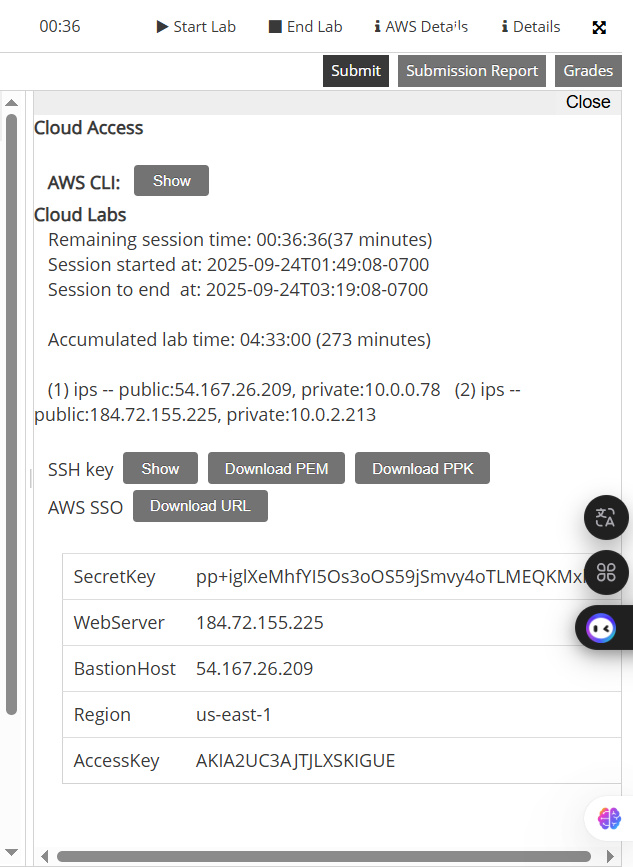 00:36 Start Lab End Lab AWS Details Details
Submit Submission Report Grades
Close
Cloud Access
AWS CLI: Show
Cloud Labs
Remaining session time: 00:36:36(37 minutes)
Session started at: 2025-09-24T01:49:08-0700
Session to end at: 2025-09-24T03:19:08-0700
Accumulated lab time: 04:33:00 (273 minutes)
(1) ips -- public:54.167.26.209, private:10.0.0.78 (2) ips --
public:184.72.155.225, private:10.0.2.213
SSH key Show Download PEM Download PPK
AWS SSO Download URL
SecretKey pp+iglXeMhfYI5Os3oOS59jSmvy4oTLMEQKMx
WebServer 184.72.155.225
BastionHost 54.167.26.209
Region us-east-1
AccessKey AKIA2UC3AJTJLXSKIGUE